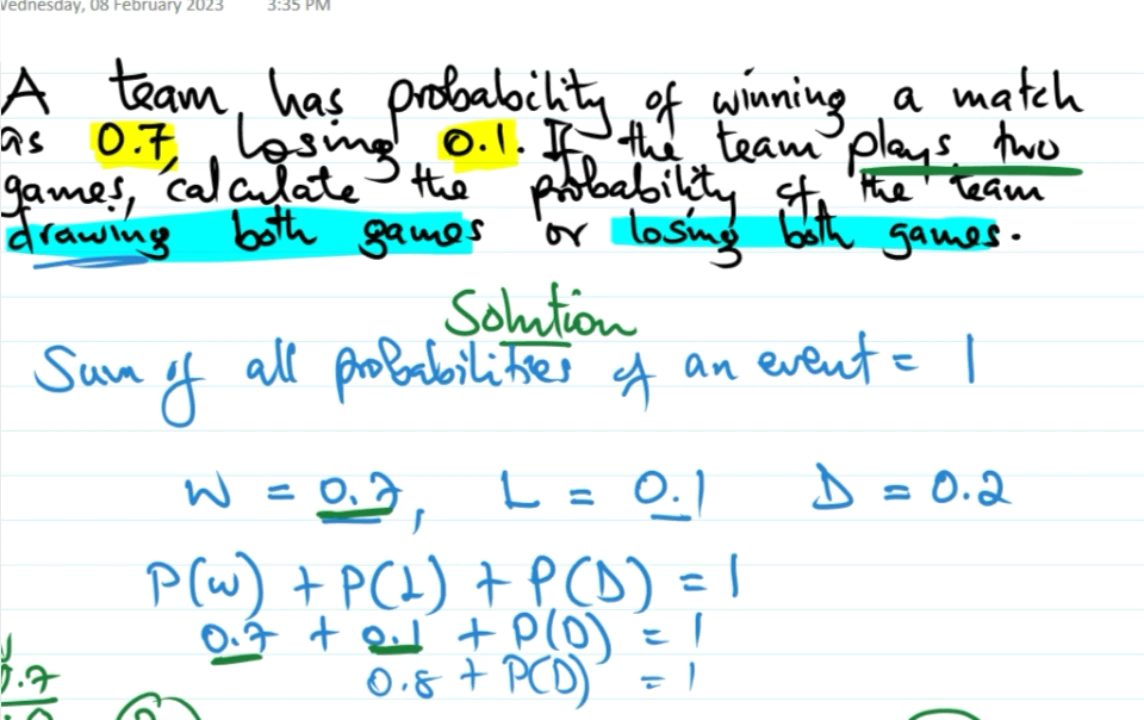 Wednesday, 08 February 2023 3:35 PM
A team has probability of winning a match
as 0.7, losing 0.1. If the team plays two
games, calculate the probability of the team
drawing both games or losing both games.
Solution
Sum of all probabilities of an event = 1
W = 0.7, L = 0.1 D = 0.2
P(W) + P(L) + P(D) = 1
0.7 + 0.1 + P(D) = 1
0.8 + P(D) = 1
0.7